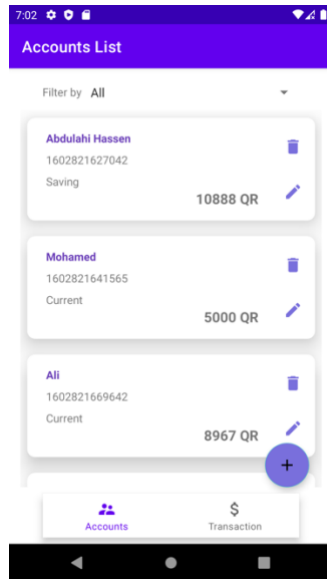 7:02
Accounts List
Filter by All
Abdulahi Hassen
1602821627042
Saving
10888 QR
Mohamed
1602821641565
Current
5000 QR
Ali
1602821669642
Current
8967 QR
+
$
Accounts Transaction